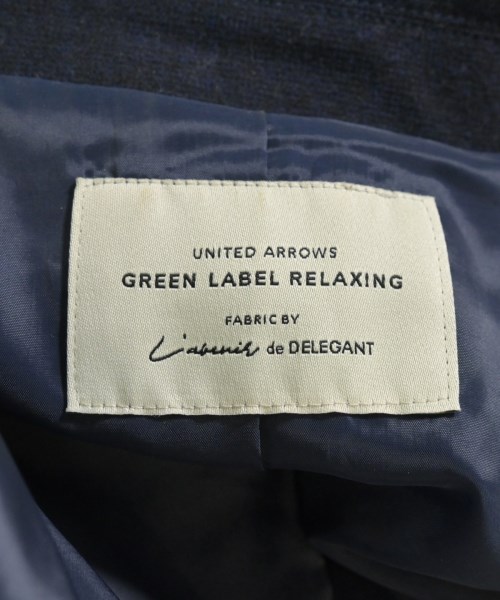 UNITED ARROWS
GREEN LABEL RELAXING
FABRIC BY
L'avenir de DELEGANT